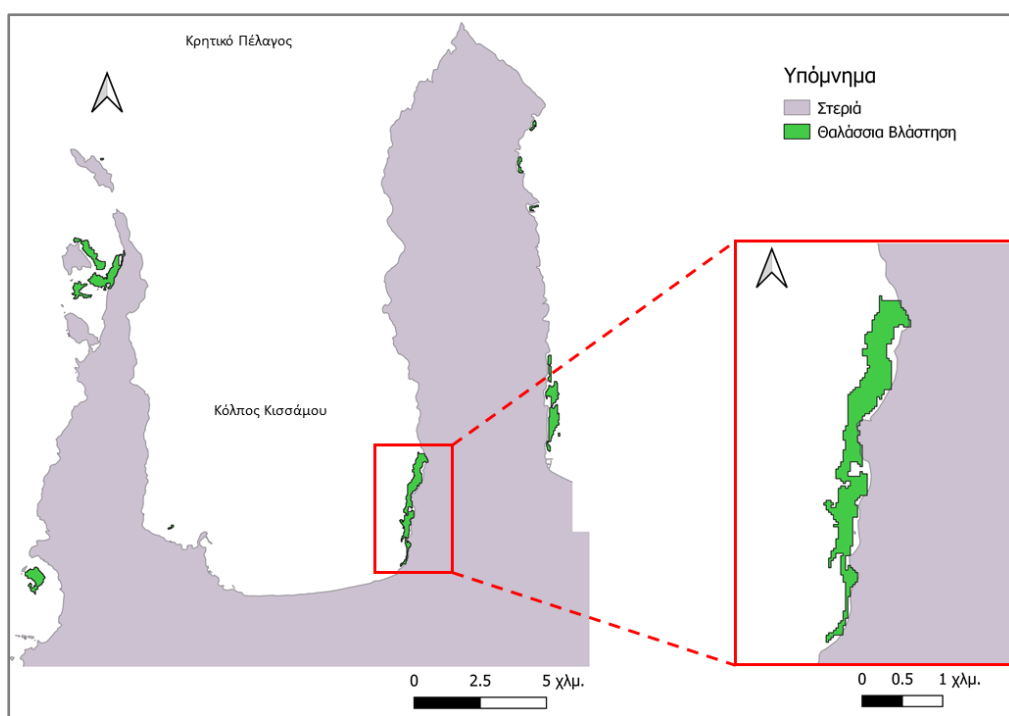 Κρητικό Πέλαγος
Υπόμνημα
Στεριά
Θαλάσσια Βλάστηση
Κόλπος Κισσάμου
0 2.5 5 χλμ.
0 0.5 1 χλμ.